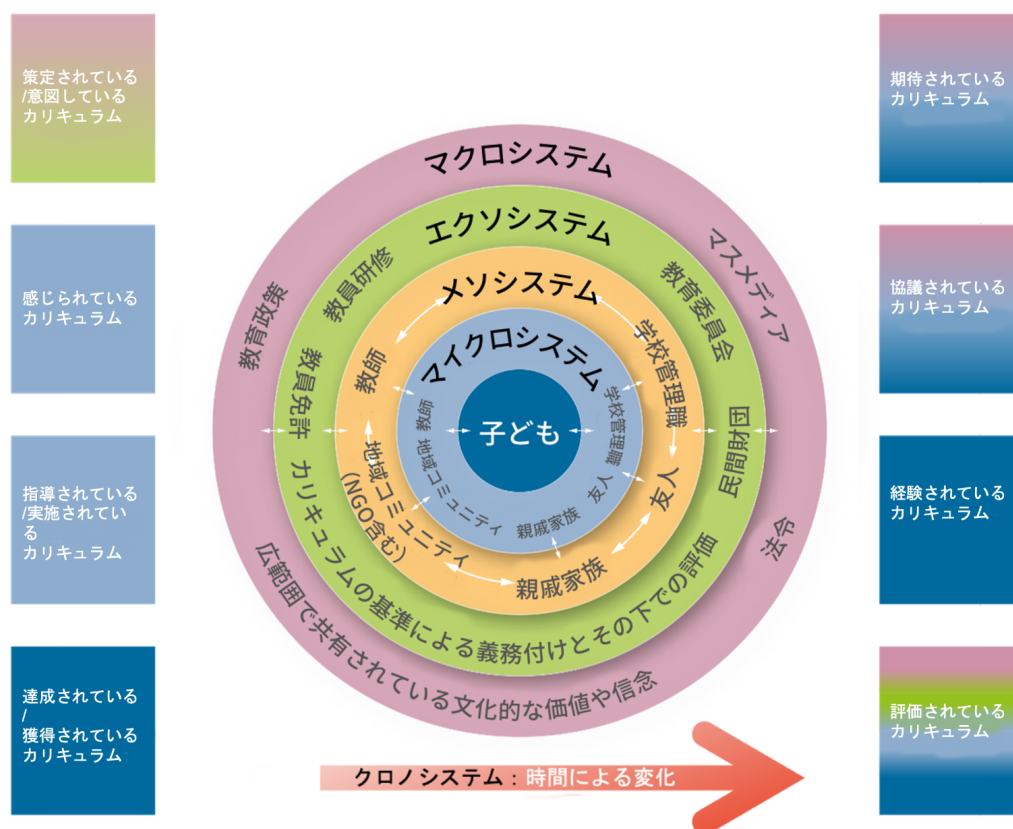 策定されている
/意図している
カリキュラム
感じられている
カリキュラム
指導されている
/実施されてい
る
カリキュラム
達成されている
/
獲得されている
カリキュラム
マクロシステム
教育政策
マスメディア
法令
広範囲で共有されている文化的な価値や信念
エクソシステム
教員研修
教育委員会
教員免許
民間財団
カリキュラムの基準による義務付けとその下での評価
メソシステム
教師
学校管理職
友人
親戚家族
地域コミュニティ
(NGO含む)
マイクロシステム
教師
学校管理職
友人
親戚家族
地域コミュニティ
子ども
クロノシステム:時間による変化
期待されている
カリキュラム
協議されている
カリキュラム
経験されている
カリキュラム
評価されている
カリキュラム